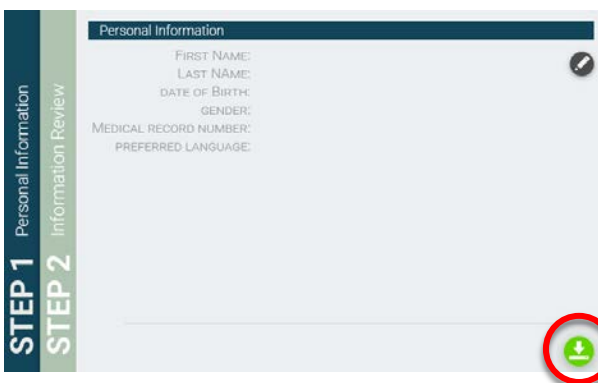 STEP 1 Personal Information
STEP 2 Information Review
Personal Information
FIRST NAME:
LAST NAME:
DATE OF BIRTH:
GENDER:
MEDICAL RECORD NUMBER:
PREFERRED LANGUAGE: